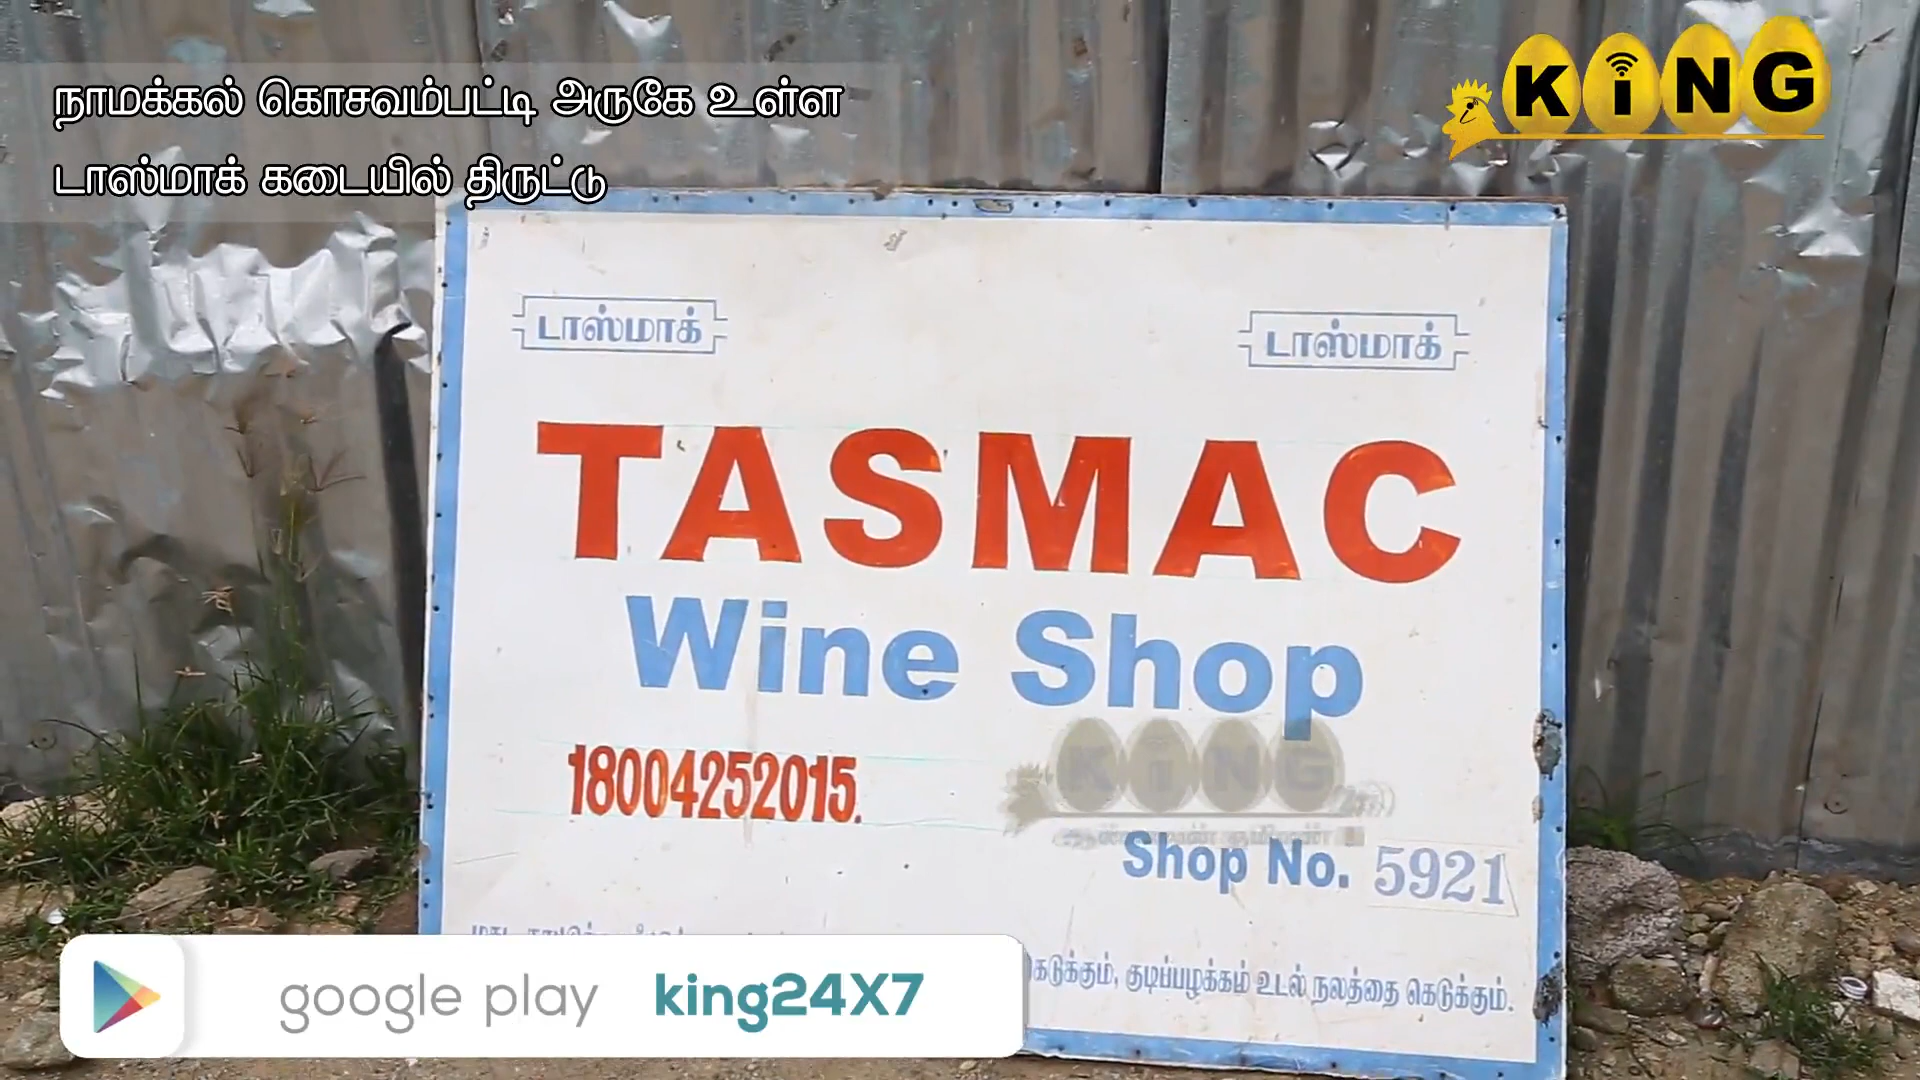 நாமக்கல் கொசவம்பட்டி அருகே உள்ள
டாஸ்மாக் கடையில் திருட்டு
KING
டாஸ்மாக் டாஸ்மாக்
TASMAC
Wine Shop
18004252015.
KING
Shop No. 5921
கெடுக்கும், குடிப்பழக்கம் உடல் நலத்தை கெடுக்கும்.
google play king24X7